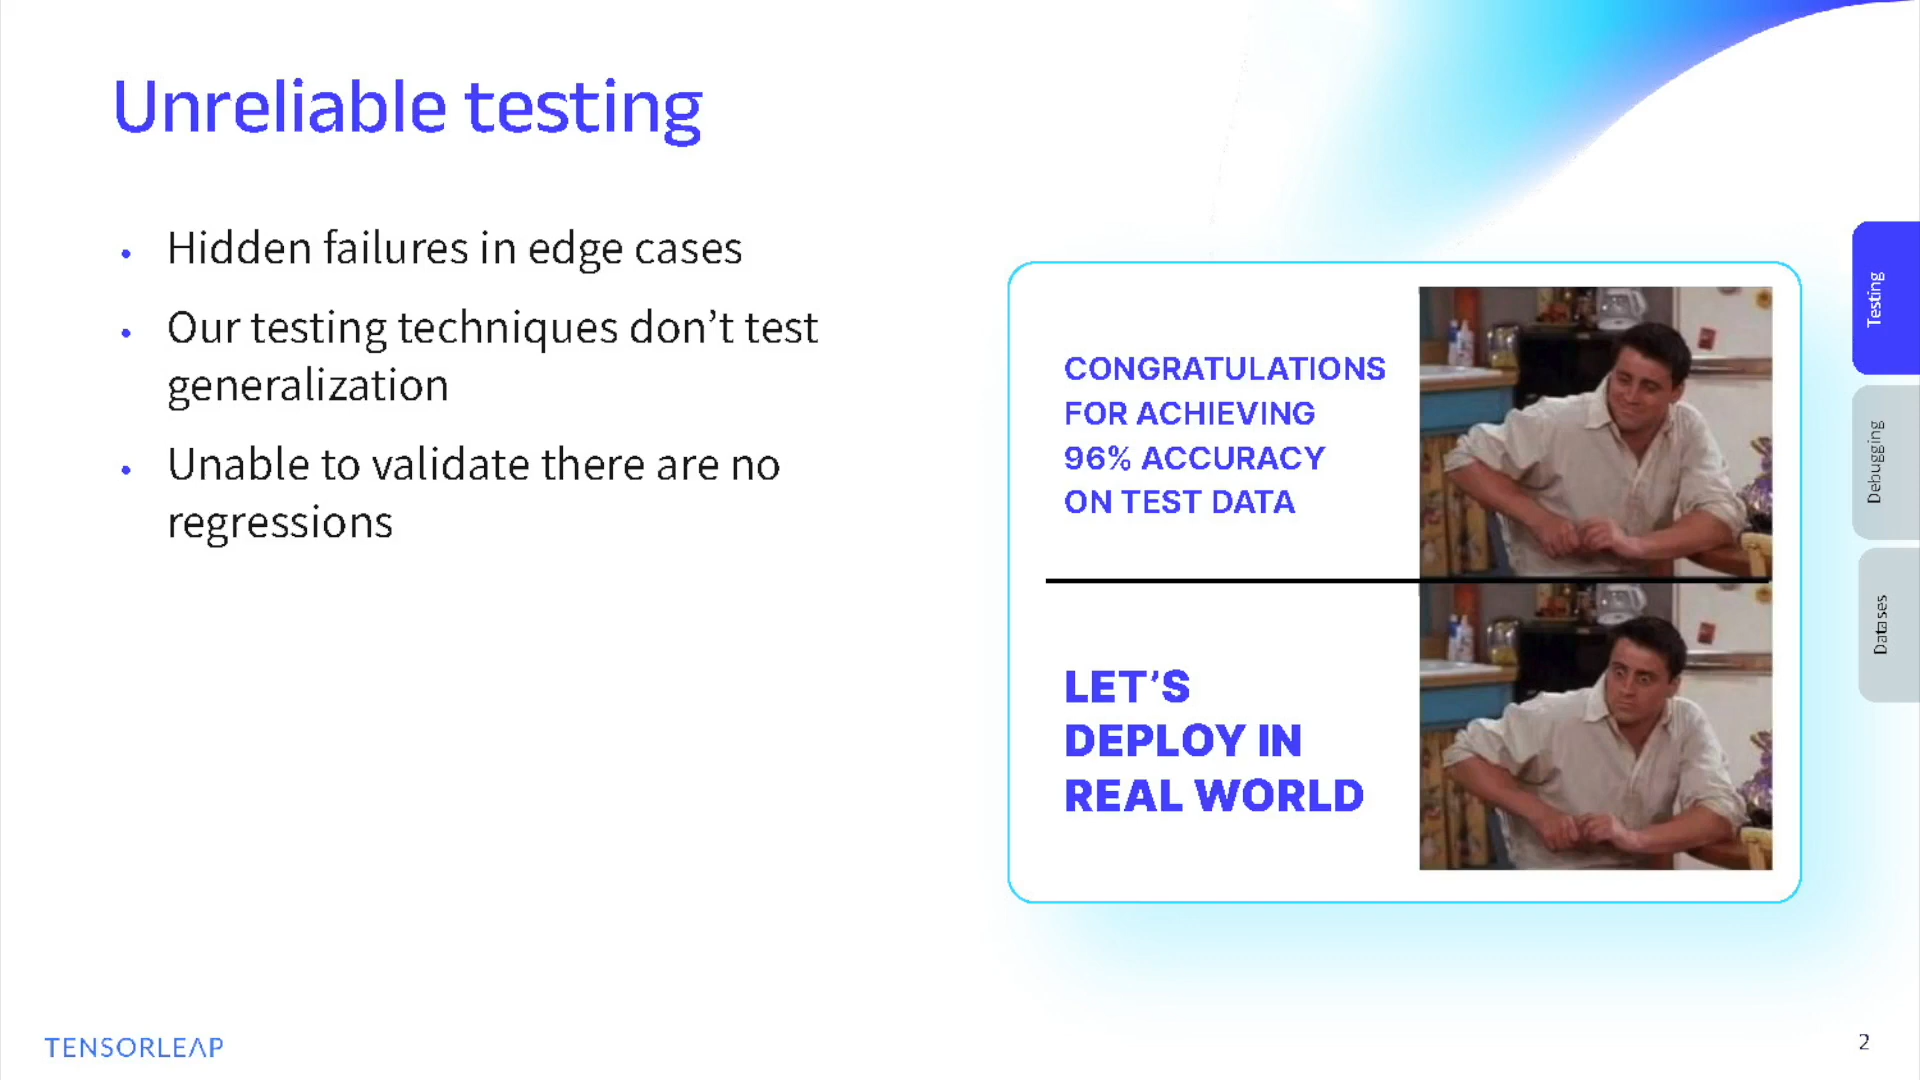 Unreliable testing
• Hidden failures in edge cases
• Our testing techniques don’t test
generalization
• Unable to validate there are no
regressions
CONGRATULATIONS
FOR ACHIEVING
96% ACCURACY
ON TEST DATA
LET’S
DEPLOY IN
REAL WORLD
Testing
Debugging
Datases
TENSORLEAP
2